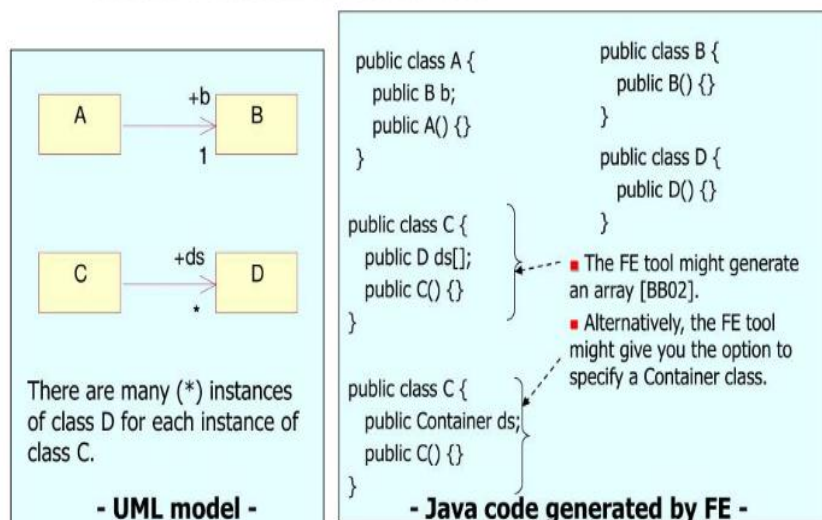 A
+b
B
1
C
+ds
D
*
There are many (*) instances
of class D for each instance of
class C.
- UML model -
public class A {
public B b;
public A() {}
}
public class B {
public B() {}
}
public class D {
public D() {}
}
public class C {
public D ds[];
public C() {}
}
▪ The FE tool might generate
an array [BB02].
▪ Alternatively, the FE tool
might give you the option to
specify a Container class.
public class C {
public Container ds;
public C() {}
}
- Java code generated by FE -